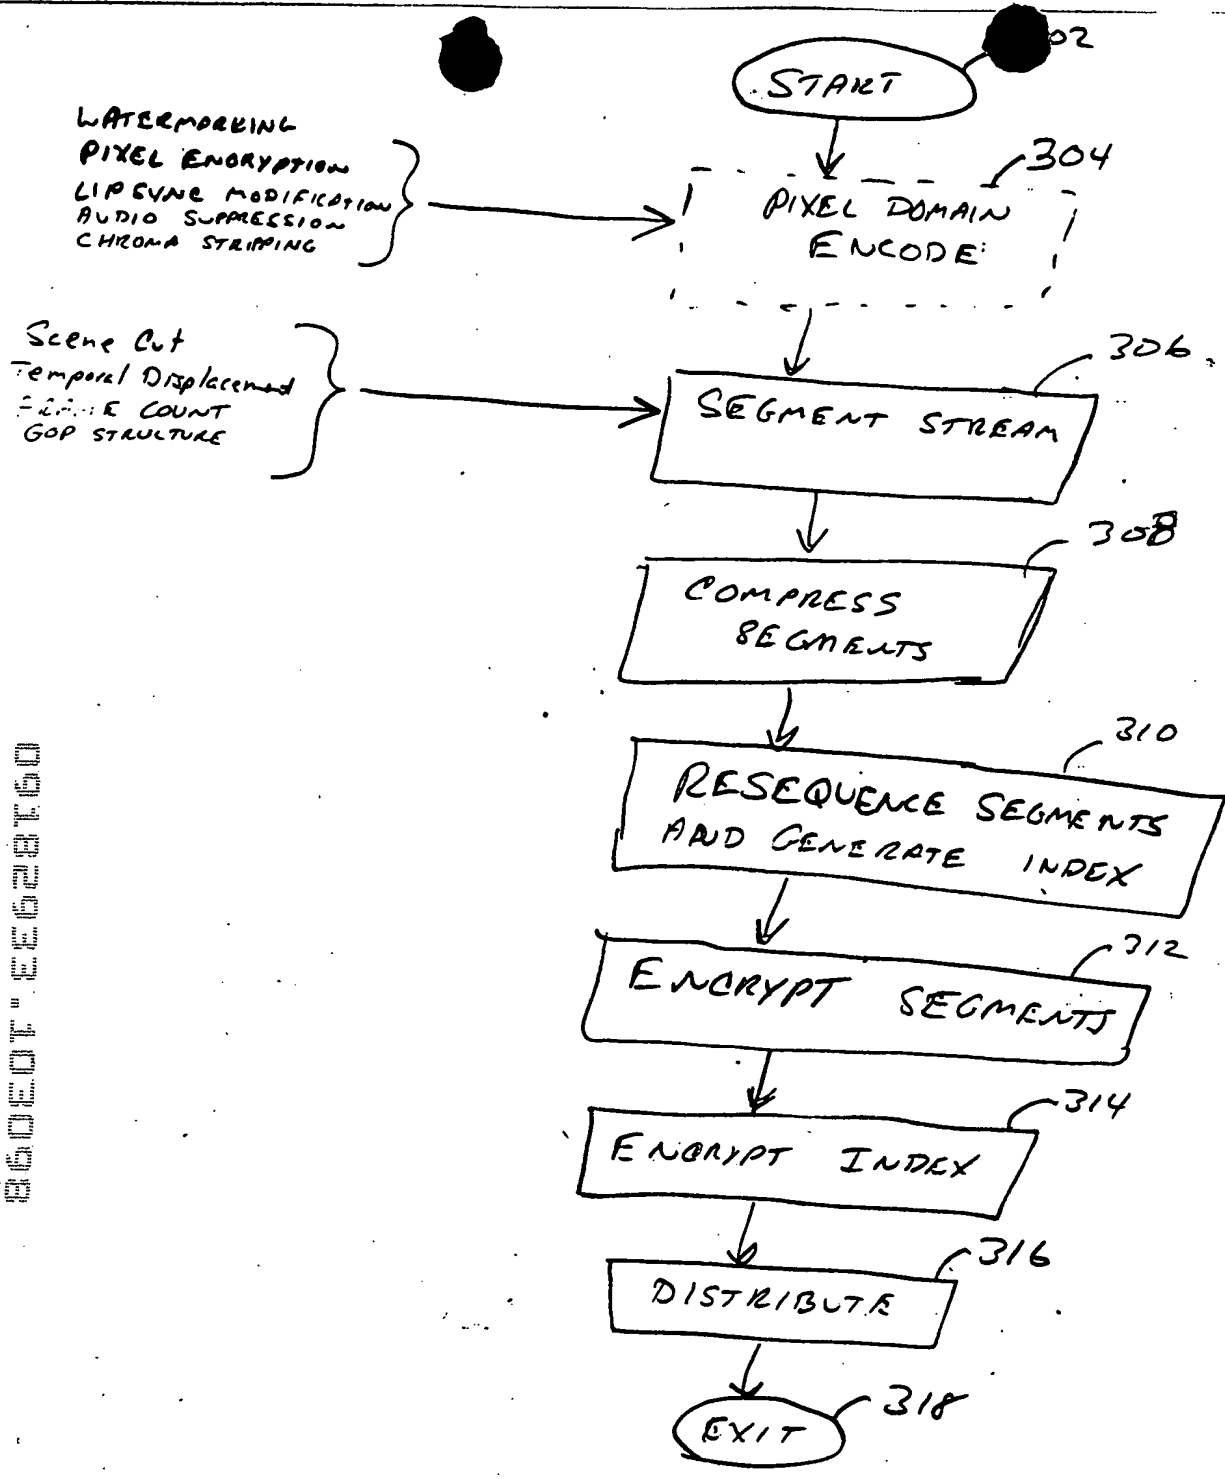 02
START
WATERMARKING
PIXEL ENCRYPTION
LIP SYNC MODIFICATION
AUDIO SUPPRESSION
CHROMA STRIPPING
304
PIXEL DOMAIN
ENCODE
Scene Cut
Temporal Displacement
COUNT
GOP STRUCTURE
306
SEGMENT STREAM
308
COMPRESS
SEGMENTS
310
RESEQUENCE SEGMENTS
AND GENERATE INDEX
312
ENCRYPT SEGMENTS
314
ENCRYPT INDEX
316
DISTRIBUTE
318
EXIT